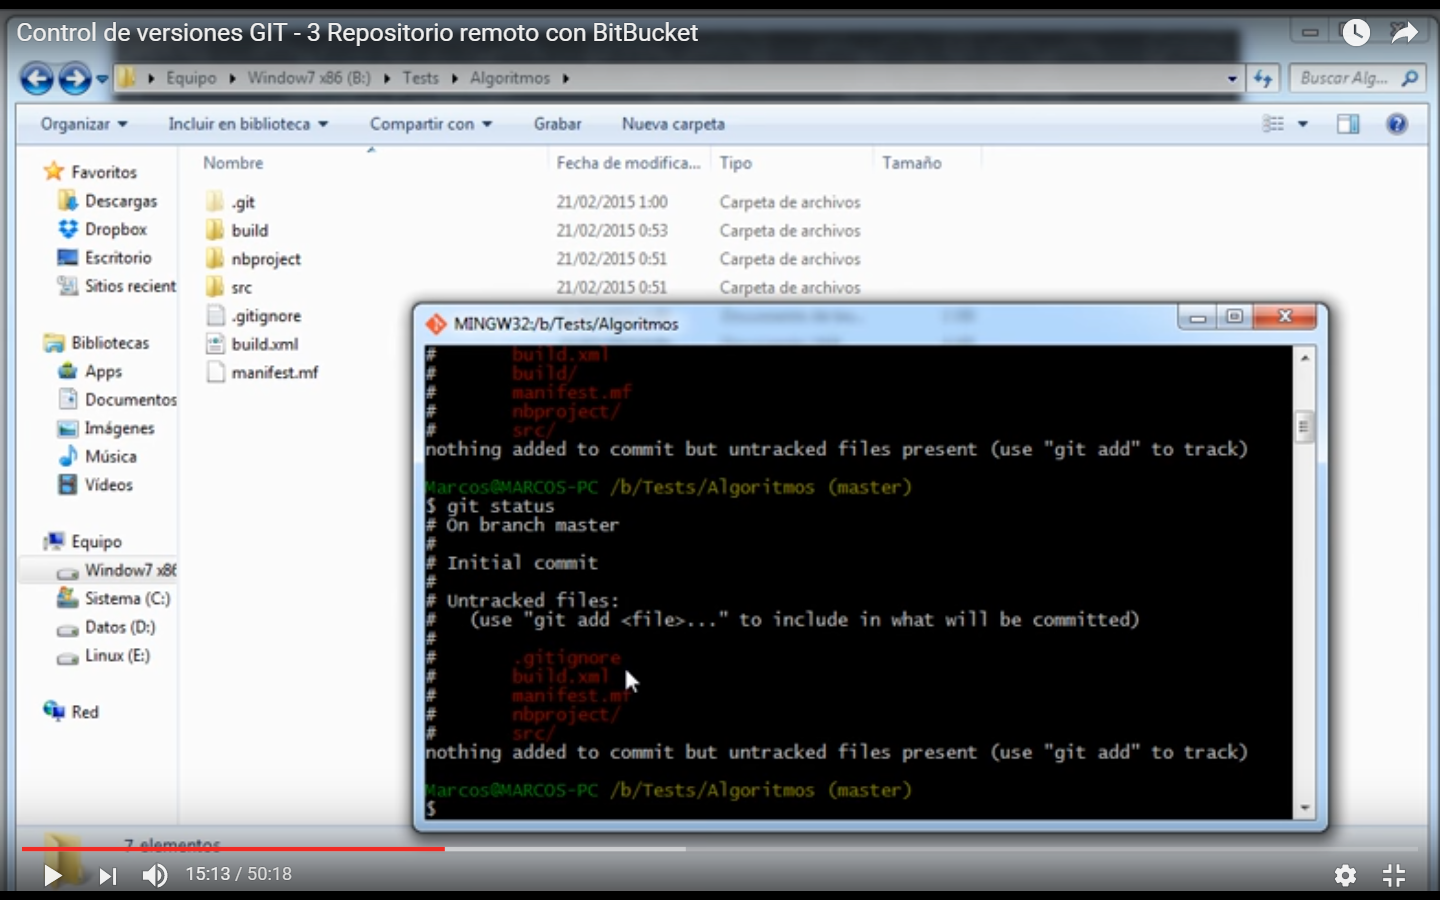 Control de versiones GIT - 3 Repositorio remoto con BitBucket
Equipo Window7 x86 (B:) Tests Algoritmos
Buscar Alg...
Organizar Incluir en biblioteca Compartir con Grabar Nueva carpeta
Nombre Fecha de modifica... Tipo Tamaño
Favoritos
Descargas
Dropbox
Escritorio
Sitios recient
Bibliotecas
Apps
Documentos
Imágenes
Música
Vídeos
Equipo
Window7 x86
Sistema (C:)
Datos (D:)
Linux (E:)
Red
.git 21/02/2015 1:00 Carpeta de archivos
build 21/02/2015 0:53 Carpeta de archivos
nbproject 21/02/2015 0:51 Carpeta de archivos
src 21/02/2015 0:51 Carpeta de archivos
.gitignore
build.xml
manifest.mf
MINGW32:/b/Tests/Algoritmos
# build.xml
# build/
# manifest.mf
# nbproject/
# src/
nothing added to commit but untracked files present (use "git add" to track)
Marcos@MARCOS-PC /b/Tests/Algoritmos (master)
$ git status
# On branch master
#
# Initial commit
#
# Untracked files:
# (use "git add <file>..." to include in what will be committed)
#
# .gitignore
# build.xml
# manifest.mf
# nbproject/
# src/
nothing added to commit but untracked files present (use "git add" to track)
Marcos@MARCOS-PC /b/Tests/Algoritmos (master)
$
7 elementos
15:13 / 50:18